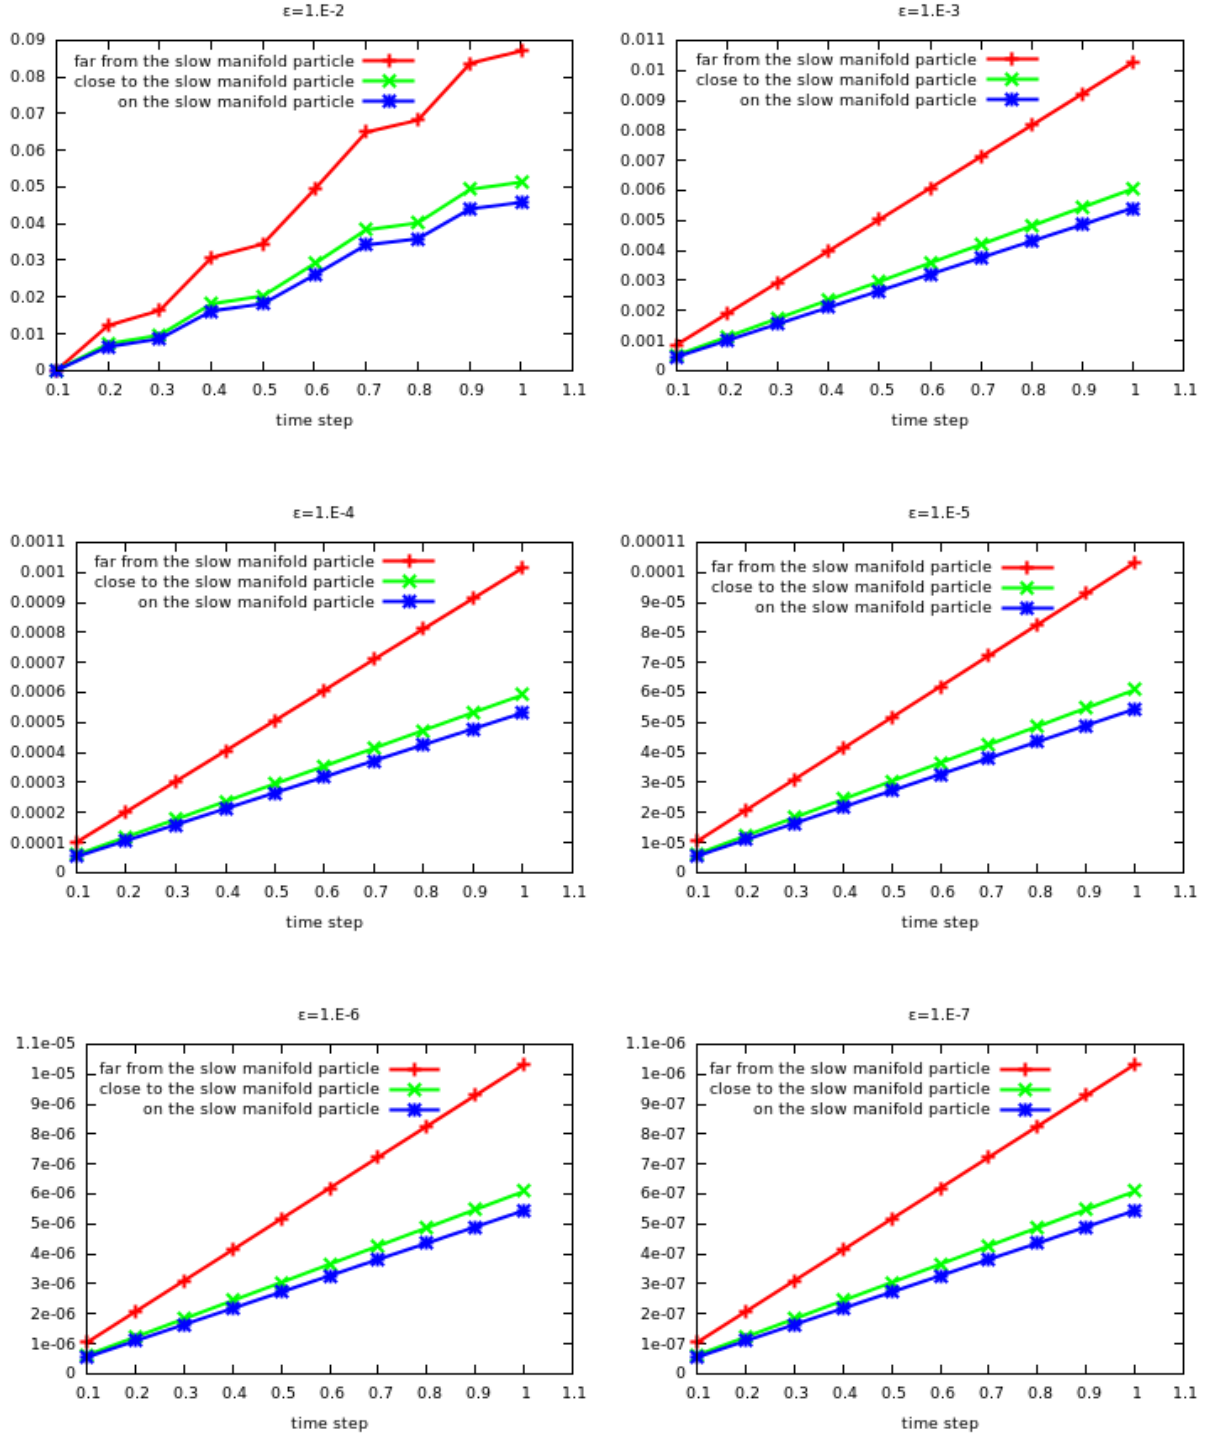 ε=1.E-2
0.09
0.08
0.07
0.06
0.05
0.04
0.03
0.02
0.01
0
far from the slow manifold particle
close to the slow manifold particle
on the slow manifold particle
0.1 0.2 0.3 0.4 0.5 0.6 0.7 0.8 0.9 1 1.1
time step
ε=1.E-3
0.011
0.01
0.009
0.008
0.007
0.006
0.005
0.004
0.003
0.002
0.001
0
far from the slow manifold particle
close to the slow manifold particle
on the slow manifold particle
0.1 0.2 0.3 0.4 0.5 0.6 0.7 0.8 0.9 1 1.1
time step
ε=1.E-4
0.0011
0.001
0.0009
0.0008
0.0007
0.0006
0.0005
0.0004
0.0003
0.0002
0.0001
0
far from the slow manifold particle
close to the slow manifold particle
on the slow manifold particle
0.1 0.2 0.3 0.4 0.5 0.6 0.7 0.8 0.9 1 1.1
time step
ε=1.E-5
0.00011
0.0001
9e-05
8e-05
7e-05
6e-05
5e-05
4e-05
3e-05
2e-05
1e-05
0
far from the slow manifold particle
close to the slow manifold particle
on the slow manifold particle
0.1 0.2 0.3 0.4 0.5 0.6 0.7 0.8 0.9 1 1.1
time step
ε=1.E-6
1.1e-05
1e-05
9e-06
8e-06
7e-06
6e-06
5e-06
4e-06
3e-06
2e-06
1e-06
0
far from the slow manifold particle
close to the slow manifold particle
on the slow manifold particle
0.1 0.2 0.3 0.4 0.5 0.6 0.7 0.8 0.9 1 1.1
time step
ε=1.E-7
1.1e-06
1e-06
9e-07
8e-07
7e-07
6e-07
5e-07
4e-07
3e-07
2e-07
1e-07
0
far from the slow manifold particle
close to the slow manifold particle
on the slow manifold particle
0.1 0.2 0.3 0.4 0.5 0.6 0.7 0.8 0.9 1 1.1
time step